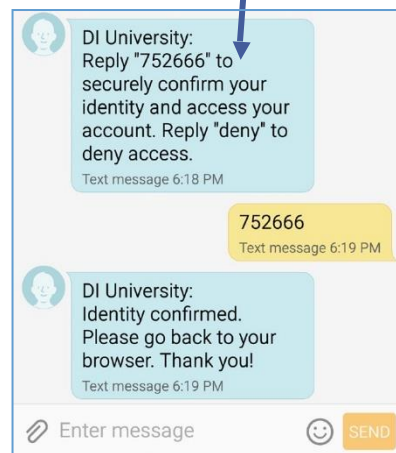 DI University:
Reply "752666" to
securely confirm your
identity and access your
account. Reply "deny" to
deny access.
Text message 6:18 PM
752666
Text message 6:19 PM
DI University:
Identity confirmed.
Please go back to your
browser. Thank you!
Text message 6:19 PM
Enter message
SEND